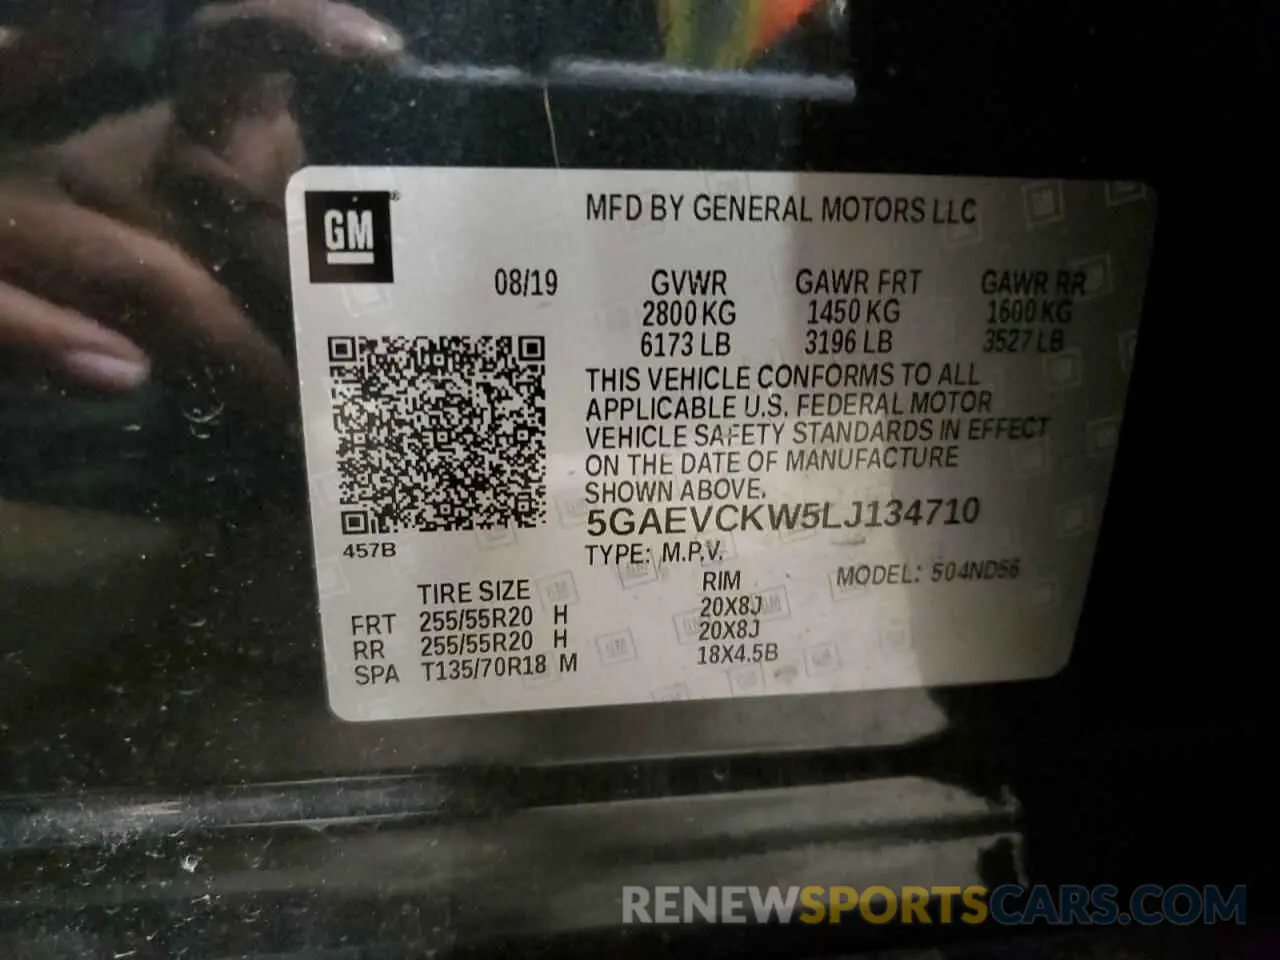 GM®
MFD BY GENERAL MOTORS LLC
08/19 GVWR GAWR FRT GAWR RR
2800 KG 1450 KG 1600 KG
6173 LB 3196 LB 3527 LB
THIS VEHICLE CONFORMS TO ALL
APPLICABLE U.S. FEDERAL MOTOR
VEHICLE SAFETY STANDARDS IN EFFECT
ON THE DATE OF MANUFACTURE
SHOWN ABOVE.
5GAEVCKW5LJ134710
457B
TYPE: M.P.V.
MODEL: 504ND56
TIRE SIZE RIM
FRT 255/55R20 H 20X8J
RR 255/55R20 H 20X8J
SPA T135/70R18 M 18X4.5B
RENEWSPORTSCARS.COM